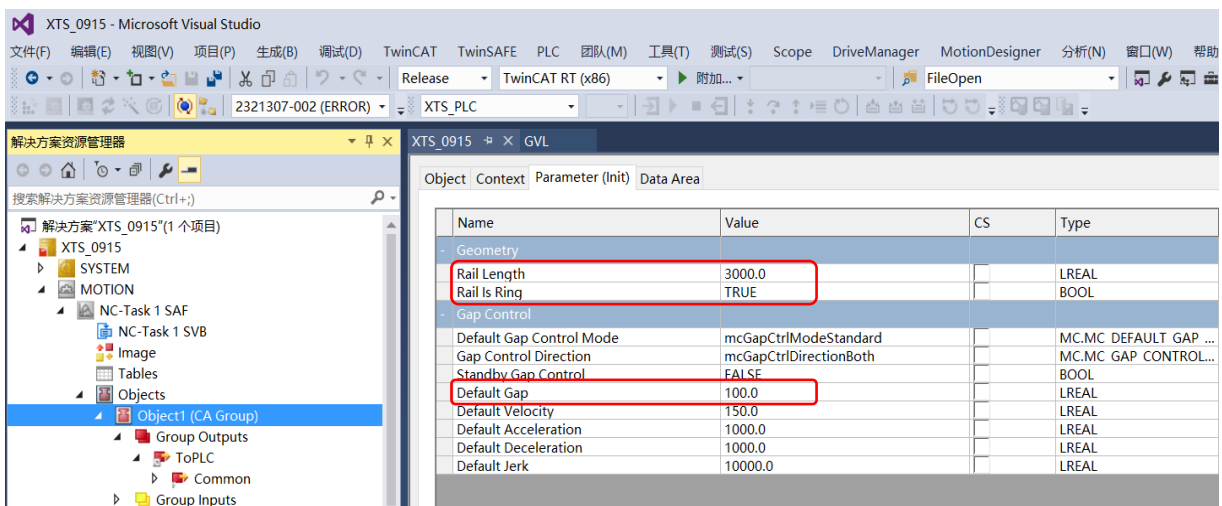 XTS_0915 - Microsoft Visual Studio
文件(F) 编辑(E) 视图(V) 项目(P) 生成(B) 调试(D) TwinCAT TwinSAFE PLC 团队(M) 工具(T) 测试(S) Scope DriveManager MotionDesigner 分析(N) 窗口(W) 帮助
Release TwinCAT RT (x86) 附加... FileOpen
2321307-002 (ERROR) XTS_PLC
解决方案资源管理器
搜索解决方案资源管理器(Ctrl+;)
解决方案"XTS_0915"(1 个项目)
XTS_0915
SYSTEM
MOTION
NC-Task 1 SAF
NC-Task 1 SVB
Image
Tables
Objects
Object1 (CA Group)
Group Outputs
ToPLC
Common
Group Inputs
XTS_0915 GVL
Object Context Parameter (Init) Data Area
Name Value CS Type
- Geometry
Rail Length 3000.0 LREAL
Rail Is Ring TRUE BOOL
- Gap Control
Default Gap Control Mode mcGapCtrlModeStandard MC.MC_DEFAULT_GAP_...
Gap Control Direction mcGapCtrlDirectionBoth MC.MC_GAP_CONTROL...
Standby Gap Control FALSE BOOL
Default Gap 100.0 LREAL
Default Velocity 150.0 LREAL
Default Acceleration 1000.0 LREAL
Default Deceleration 1000.0 LREAL
Default Jerk 10000.0 LREAL